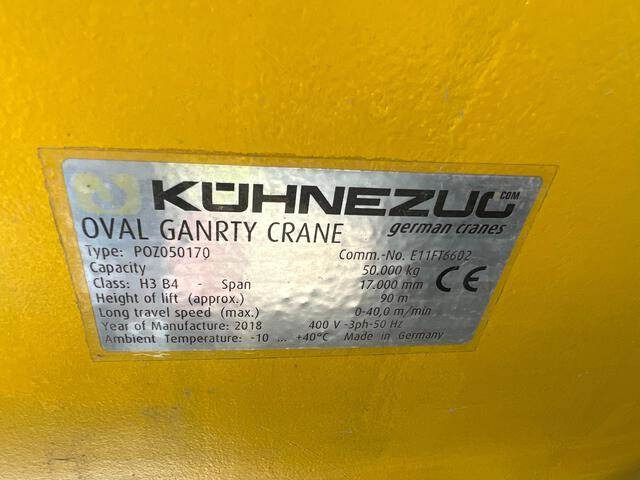 KÜHNEZUG.COM
german cranes
OVAL GANRTY CRANE
Type: POZ050170 Comm.-No. E11FT6602
Capacity 50.000 kg
Class: H3 B4 - Span 17.000 mm
Height of lift (approx.) 90 m
Long travel speed (max.) 0-40,0 m/min
Year of Manufacture: 2018 400 V -3ph-50 Hz
Ambient Temperature: -10 ... +40°C Made in Germany
CE